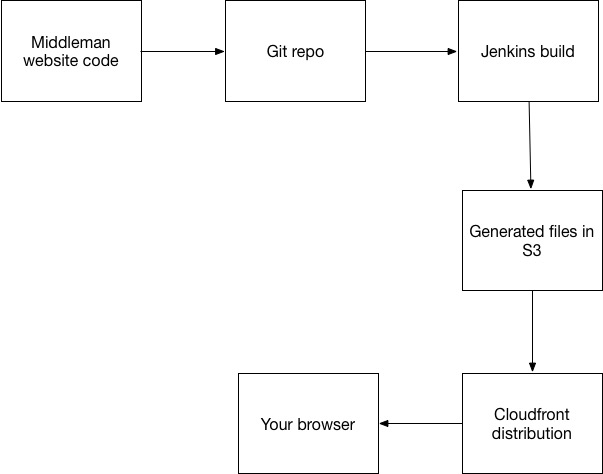 Middleman
website code
Git repo
Jenkins build
Generated files in
S3
Cloudfront
distribution
Your browser